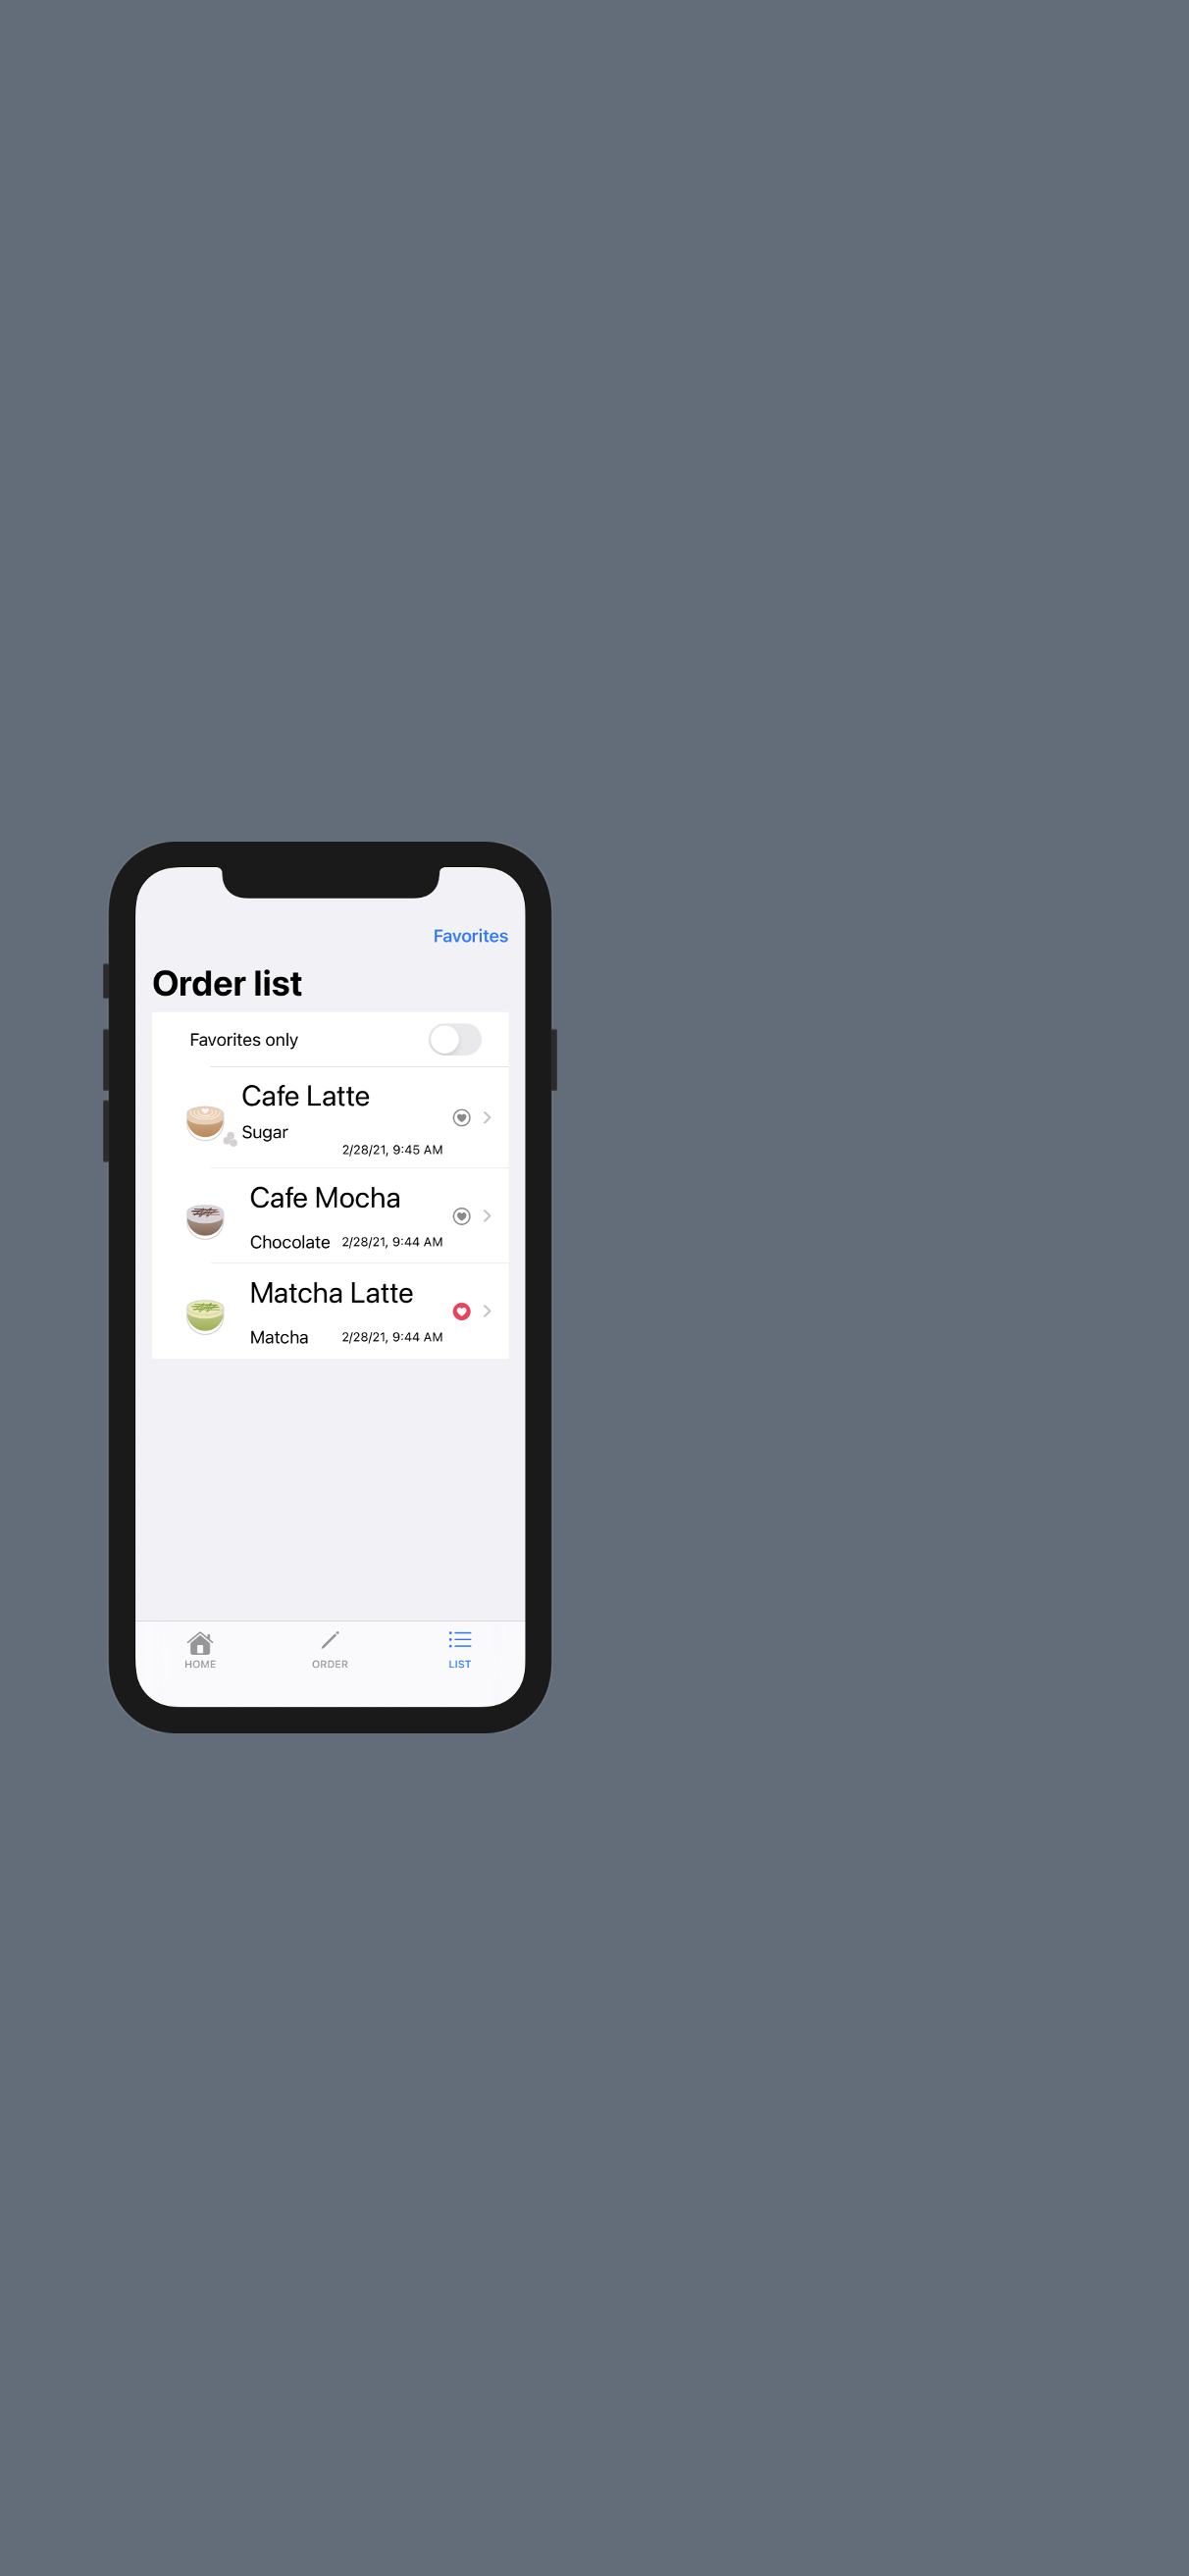 Favorites
Order list
Favorites only
Cafe Latte
Sugar
2/28/21, 9:45 AM
Cafe Mocha
Chocolate 2/28/21, 9:44 AM
Matcha Latte
Matcha 2/28/21, 9:44 AM
HOME ORDER LIST